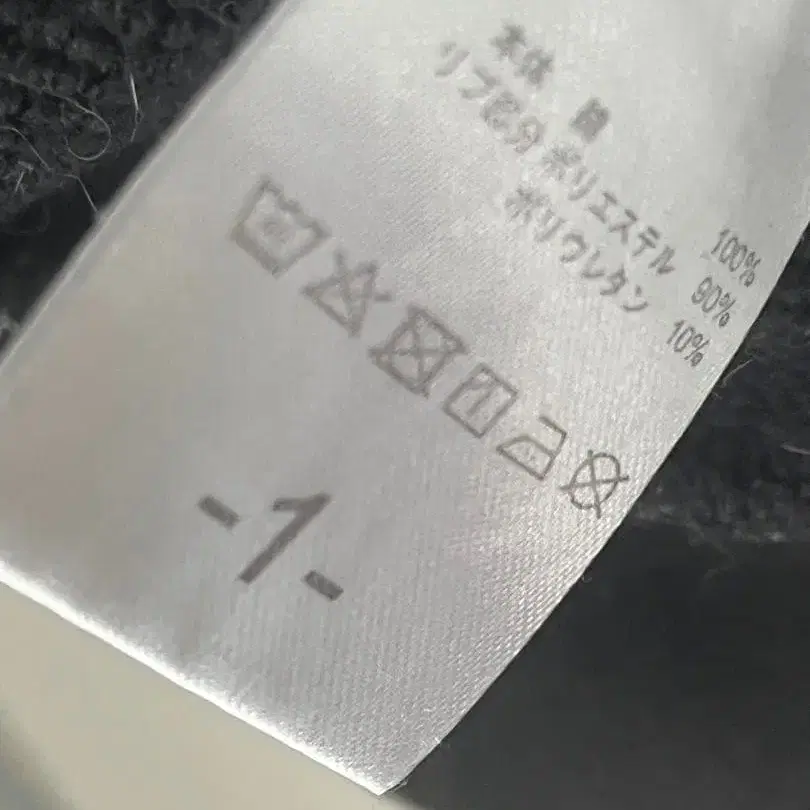 本体 綿 100%
リブ部分 ポリエステル 90%
ポリウレタン 10%
-1-